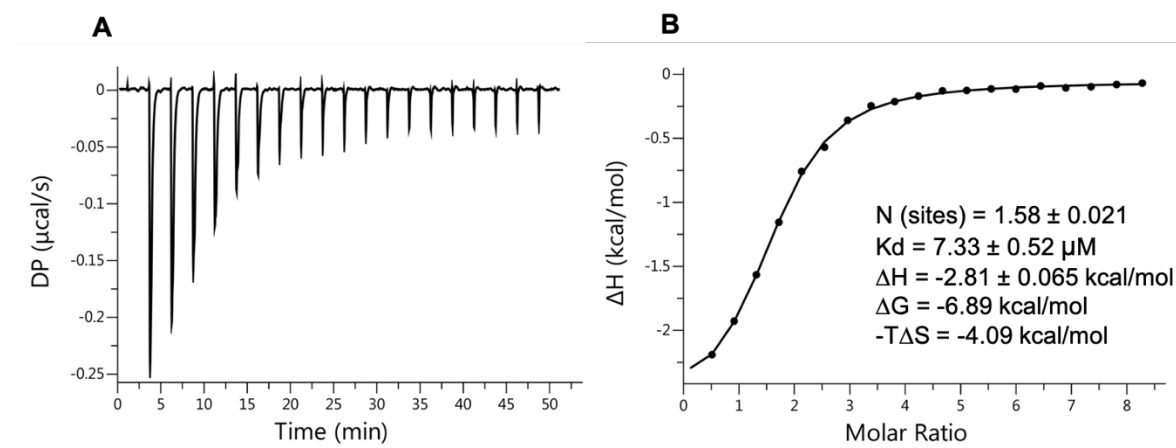 A
B
0
-0.05
-0.1
-0.15
-0.2
-0.25
DP (µcal/s)
0 5 10 15 20 25 30 35 40 45 50
Time (min)
0
-0.5
-1
-1.5
-2
ΔH (kcal/mol)
N (sites) = 1.58 ± 0.021
Kd = 7.33 ± 0.52 µM
ΔH = -2.81 ± 0.065 kcal/mol
ΔG = -6.89 kcal/mol
-TΔS = -4.09 kcal/mol
0 1 2 3 4 5 6 7 8
Molar Ratio